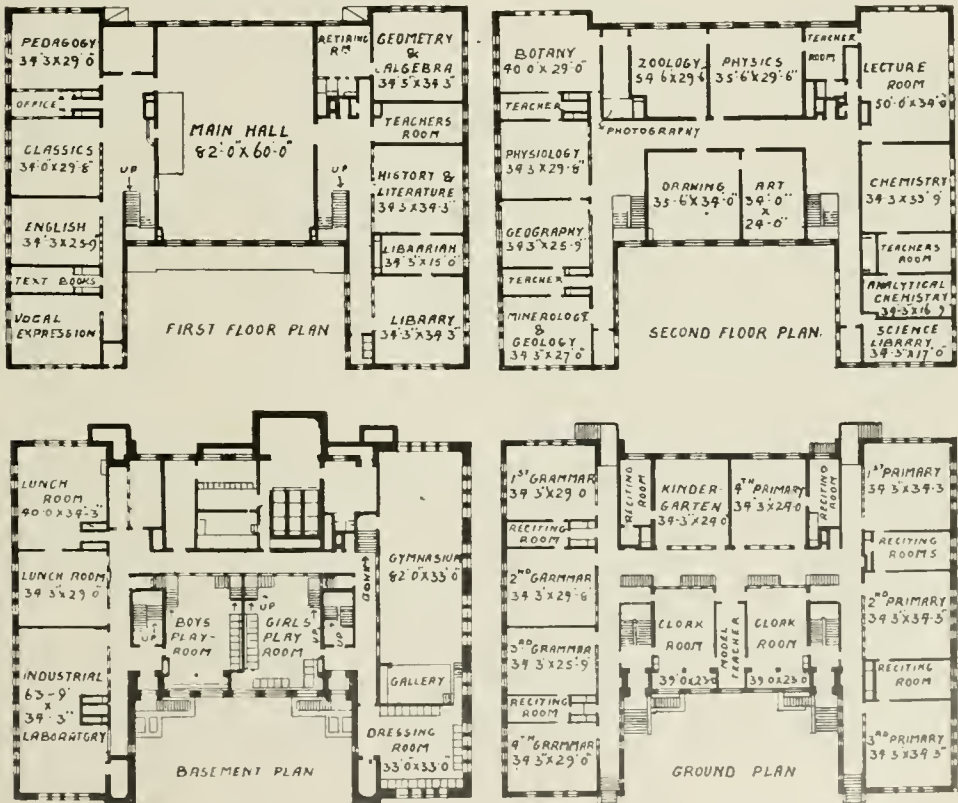 PEDAGOGY
34'3"X29'0"
OFFICE
CLASSICS
34'0"X29'8"
ENGLISH
34'3"X25'9"
TEXT BOOKS
VOCAL
EXPRESSION
UP
MAIN HALL
82'0"X60'0"
UP
RETIRING
RM
GEOMETRY
&
ALGEBRA
34'5"X34'3"
TEACHERS
ROOM
HISTORY &
LITERATURE
34'3"X34'3"
LIBRARIAN
34'3"X15'0"
LIBRARY
34'3"X34'3"
FIRST FLOOR PLAN
BOTANY
40'0"X29'0"
TEACHER
PHYSIOLOGY
34'3"X29'8"
GEOGRAPHY
34'3"X25'9"
TEACHER
MINEROLOGY
&
GEOLOGY
34'3"X27'0"
ZOOLOGY
54'6"X29'6"
PHYSICS
35'6"X29'6"
PHOTOGRAPHY
DRAWING
35'6"X34'0"
ART
34'0"
X
24'0"
TEACHER
ROOM
LECTURE
ROOM
50'0"X34'0"
CHEMISTRY
34'3"X33'9"
TEACHERS
ROOM
ANALYTICAL
CHEMISTRY
34'3"X16'9"
SCIENCE
LIBRARY
34'3"X17'0"
SECOND FLOOR PLAN.
LUNCH
ROOM
40'0"X34'3"
LUNCH ROOM
34'3"X29'0"
INDUSTRIAL
63'-9"
X
34'-3"
LABORATORY
UP
BOYS
PLAY-
ROOM
UP
GIRLS
PLAY
ROOM
UP
UP
DOWN
GYMNASIUM
82'0"X33'0"
GALLERY
DRESSING
ROOM
33'0"X33'0"
BASEMENT PLAN
1ST GRAMMAR
34'3"X29'0"
RECITING
ROOM
2ND GRAMMAR
34'3"X29'6"
3RD GRAMMAR
34'3"X25'9"
RECITING
ROOM
4TH GRAMMAR
34'3"X29'0"
RECITING
ROOM
KINDER-
GARTEN
34'3"X24'0"
4TH PRIMARY
34'3"X24'0"
RECITING
ROOM
CLOAK
ROOM
39'0"X23'0"
MODEL
TEACHER
CLOAK
ROOM
39'0"X23'0"
1ST PRIMARY
34'3"X34'3"
RECITING
ROOMS
2ND PRIMARY
34'3"X34'3"
RECITING
ROOM
3RD PRIMARY
34'3"X34'3"
GROUND PLAN